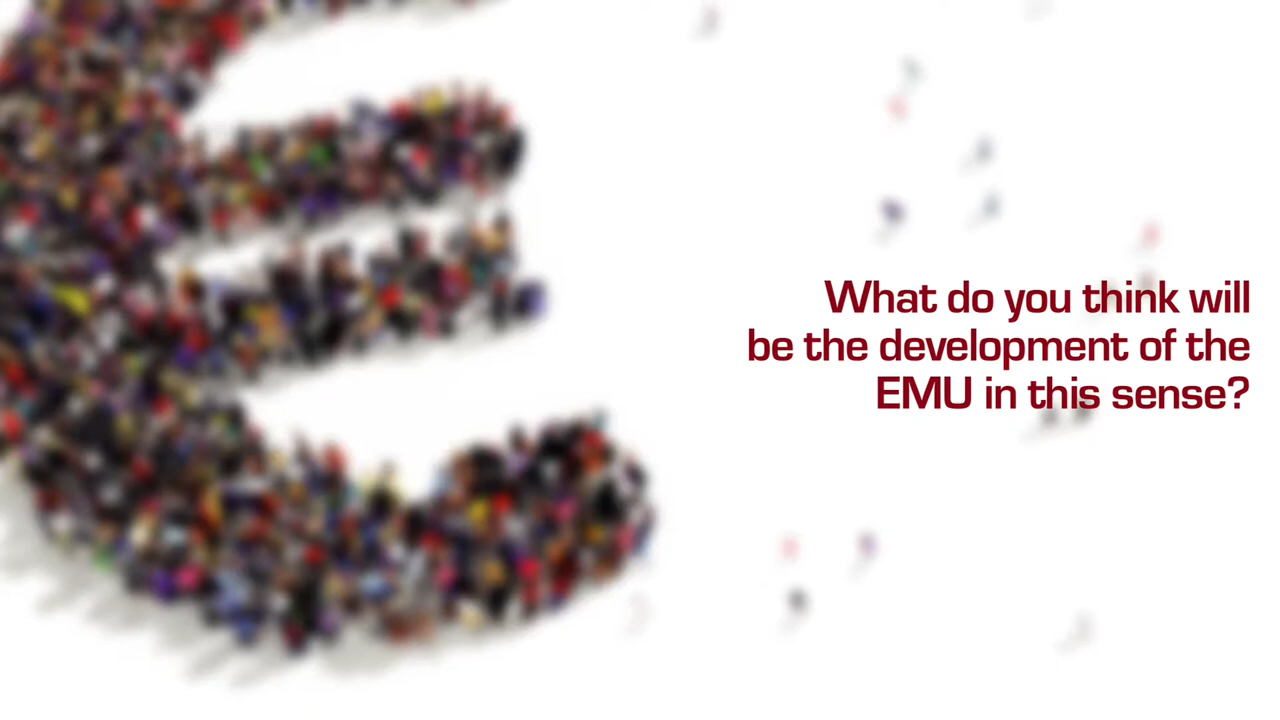 What do you think will
be the development of the
EMU in this sense?